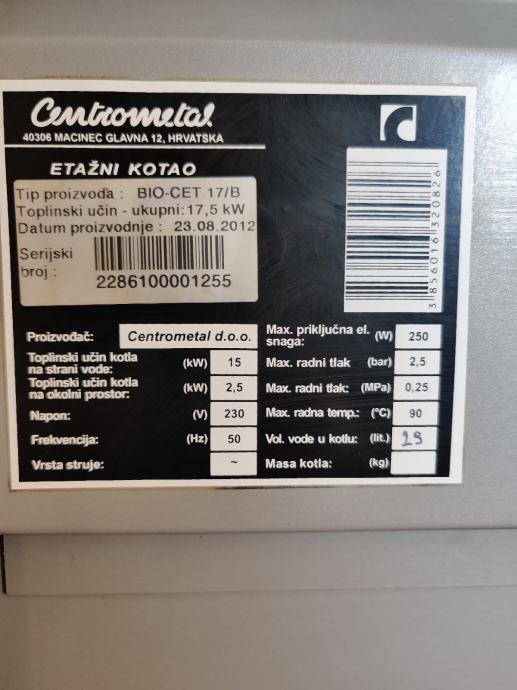 Centrometal
40306 MACINEC GLAVNA 12, HRVATSKA
ETAŽNI KOTAO
Tip proizvoda : BIO-CET 17/B
Toplinski učin - ukupni: 17,5 kW
Datum proizvodnje : 23.08.2012
Serijski
broj : 2286100001255
3 856016 320826
Proizvođač: Centrometal d.o.o.
Toplinski učin kotla
na strani vode: (kW) 15
Toplinski učin kotla
na okolni prostor: (kW) 2,5
Napon: (V) 230
Frekvencija: (Hz) 50
Vrsta struje: ~
Max. priključna el.
snaga: (W) 250
Max. radni tlak (bar) 2,5
Max. radni tlak: (MPa) 0,25
Max. radna temp.: (°C) 90
Vol. vode u kotlu: (lit.) 29
Masa kotla: (kg)